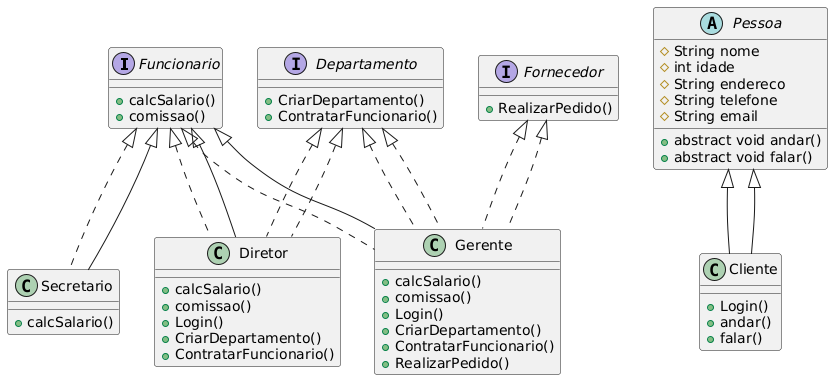 I Funcionario
calcSalario()
comissao()
I Departamento
CriarDepartamento()
ContratarFuncionario()
I Fornecedor
RealizarPedido()
A Pessoa
String nome
int idade
String endereco
String telefone
String email
abstract void andar()
abstract void falar()
C Secretario
calcSalario()
C Diretor
calcSalario()
comissao()
Login()
CriarDepartamento()
ContratarFuncionario()
C Gerente
calcSalario()
comissao()
Login()
CriarDepartamento()
ContratarFuncionario()
RealizarPedido()
C Cliente
Login()
andar()
falar()